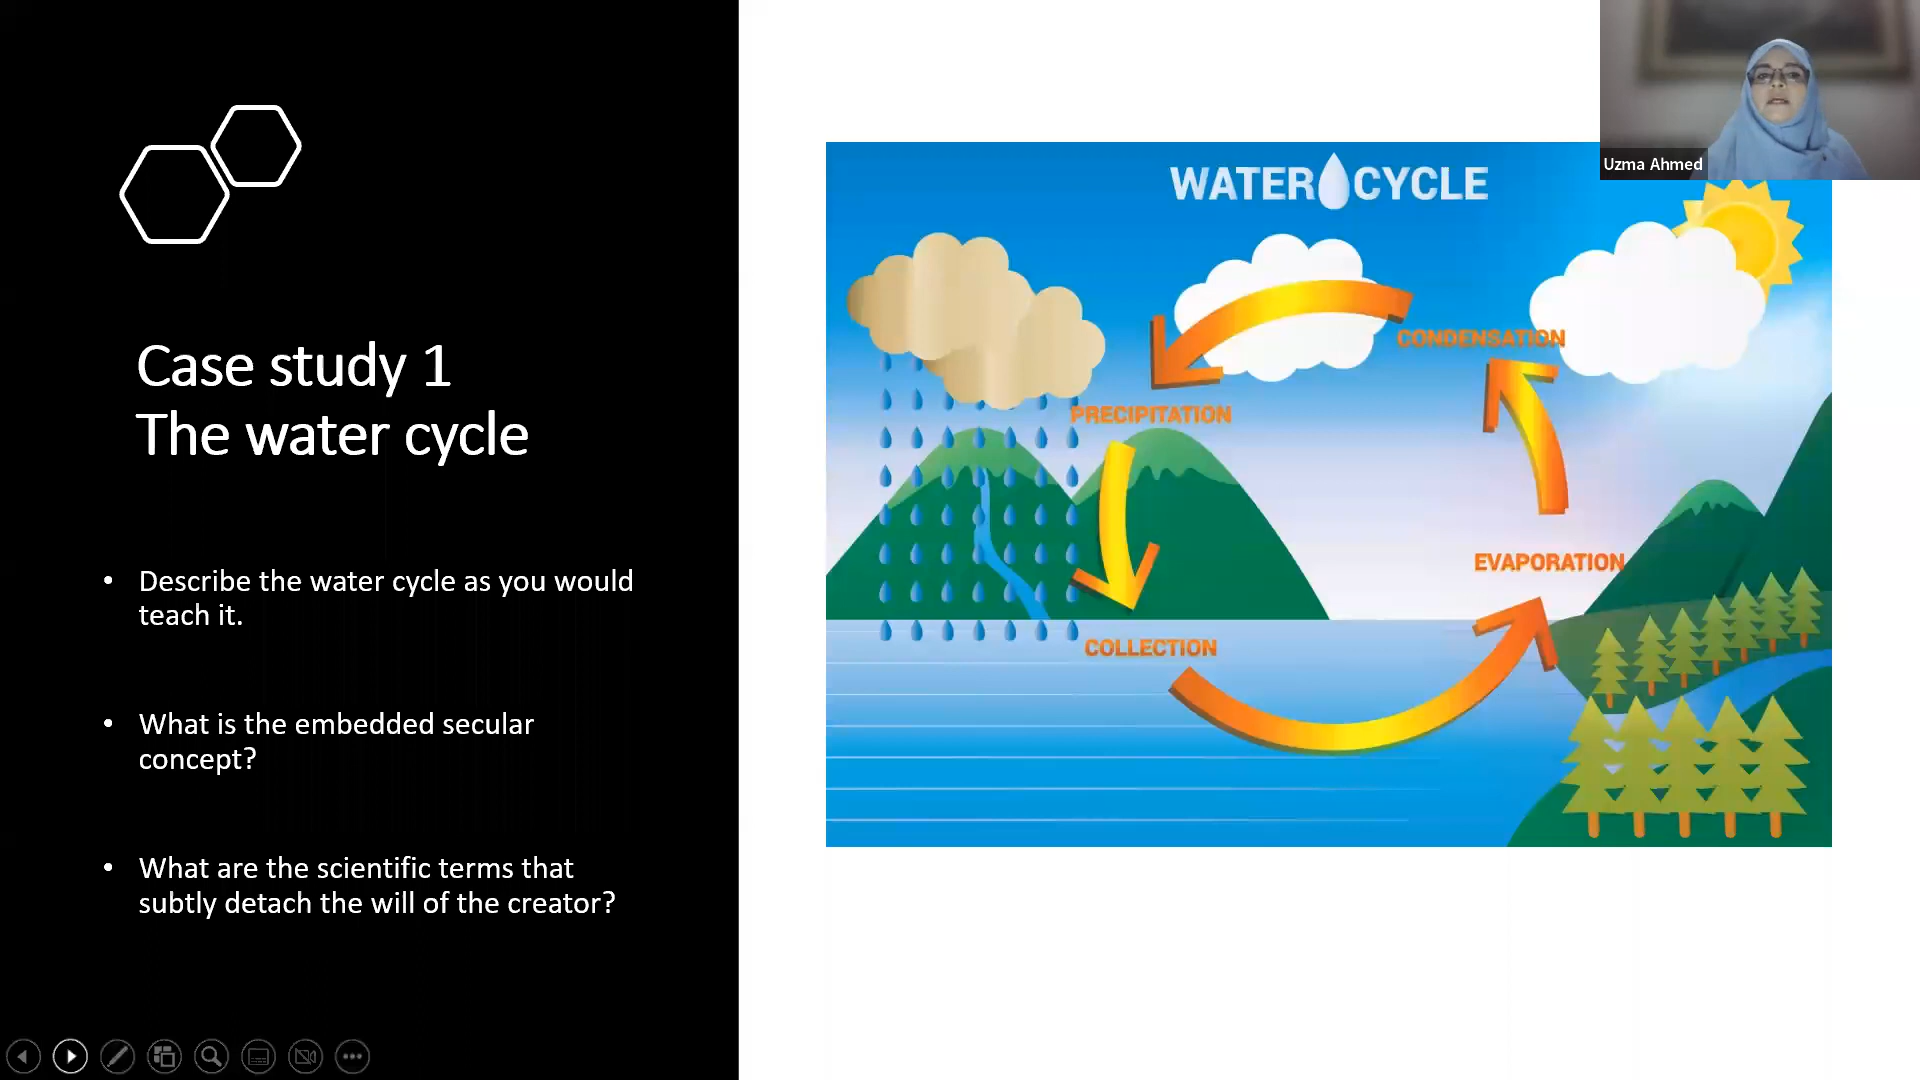 Uzma Ahmed
Case study 1
The water cycle
• Describe the water cycle as you would
teach it.
• What is the embedded secular
concept?
• What are the scientific terms that
subtly detach the will of the creator?
WATER CYCLE
CONDENSATION
PRECIPITATION
EVAPORATION
COLLECTION